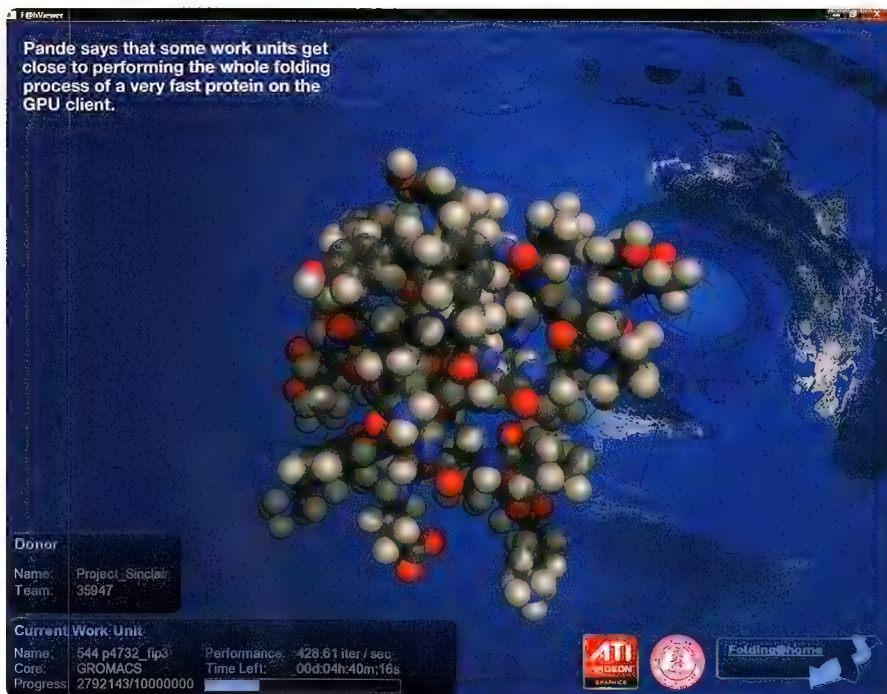 F@hViewer
Pande says that some work units get
close to performing the whole folding
process of a very fast protein on the
GPU client.
Donor
Name: Project_Sinclair
Team: 35947
Current Work Unit
Name: 544 p4732_fip3 Performance: 428.61 iter / sec
Core: GROMACS Time Left: 00d:04h:40m;16s
Progress: 2792143/10000000
ATI
RADEON
GRAPHICS
Folding@home